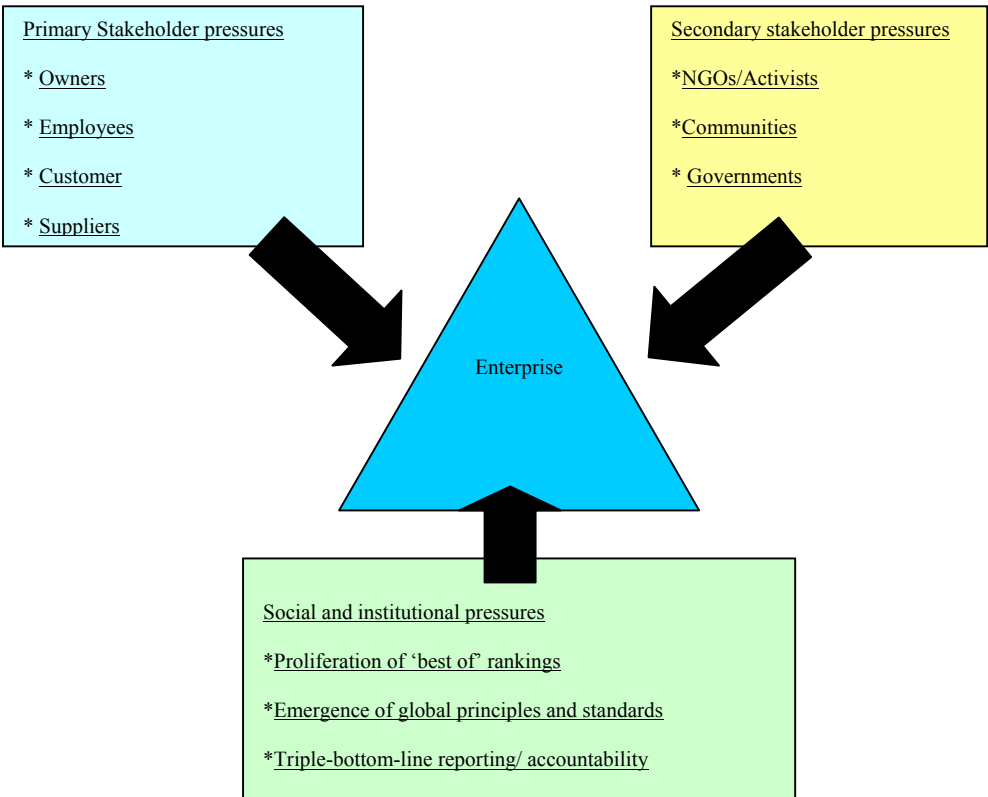 Primary Stakeholder pressures
* Owners
* Employees
* Customer
* Suppliers
Secondary stakeholder pressures
*NGOs/Activists
*Communities
* Governments
Enterprise
Social and institutional pressures
*Proliferation of ‘best of’ rankings
*Emergence of global principles and standards
*Triple-bottom-line reporting/ accountability